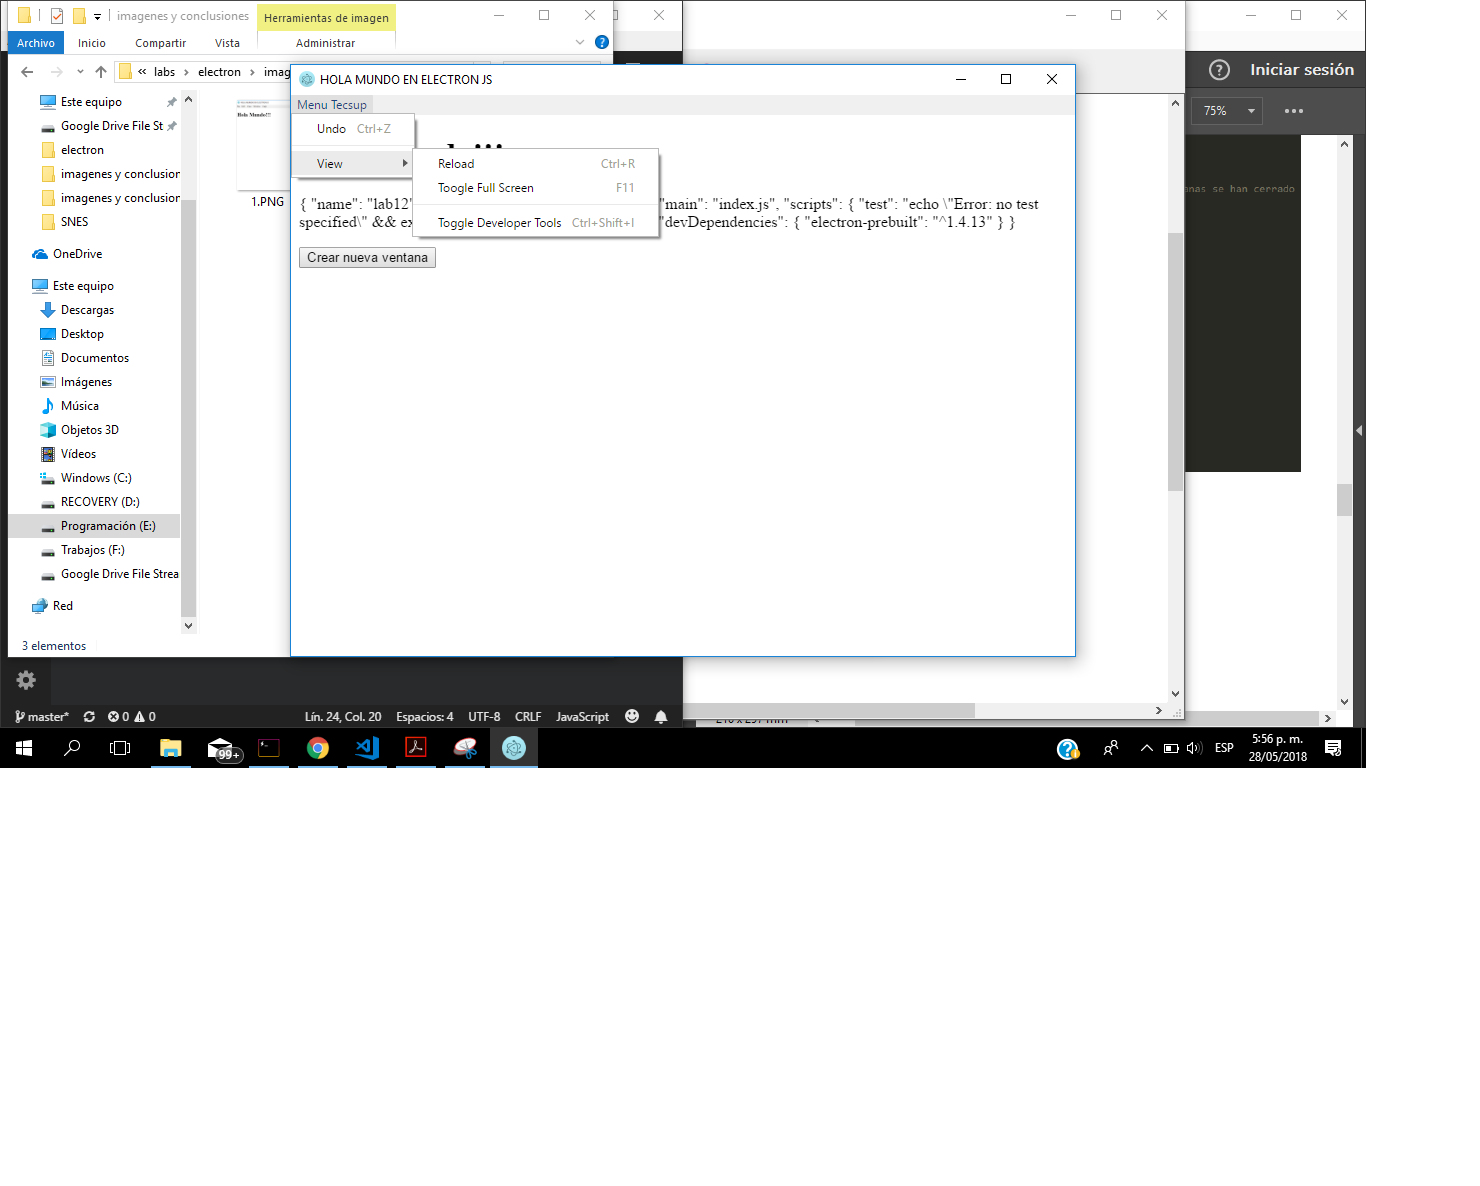 imagenes y conclusiones
Herramientas de imagen
Archivo
Inicio
Compartir
Vista
Administrar
« labs › electron › imag
Este equipo
Google Drive File St
electron
imagenes y conclusion
imagenes y conclusion
SNES
OneDrive
Este equipo
Descargas
Desktop
Documentos
Imágenes
Música
Objetos 3D
Vídeos
Windows (C:)
RECOVERY (D:)
Programación (E:)
Trabajos (F:)
Google Drive File Strea
Red
3 elementos
Hola Mundo!!!
1.PNG
HOLA MUNDO EN ELECTRON JS
Menu Tecsup
Undo Ctrl+Z
View
Reload Ctrl+R
Toogle Full Screen F11
Toggle Developer Tools Ctrl+Shift+I
{ "name": "lab12" "main": "index.js", "scripts": { "test": "echo \"Error: no test
specified\" && ex "devDependencies": { "electron-prebuilt": "^1.4.13" } }
Crear nueva ventana
Iniciar sesión
75%
enas se han cerrado
master* 0 0 Lín. 24, Col. 20 Espacios: 4 UTF-8 CRLF JavaScript
99+
ESP
5:56 p. m.
28/05/2018